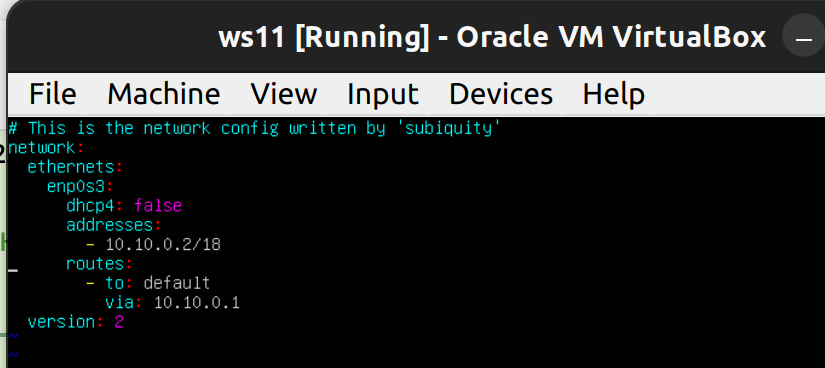 ws11 [Running] - Oracle VM VirtualBox
File Machine View Input Devices Help
# This is the network config written by 'subiquity'
network:
  ethernets:
    enp0s3:
      dhcp4: false
      addresses:
        - 10.10.0.2/18
      routes:
        - to: default
          via: 10.10.0.1
  version: 2
~
~